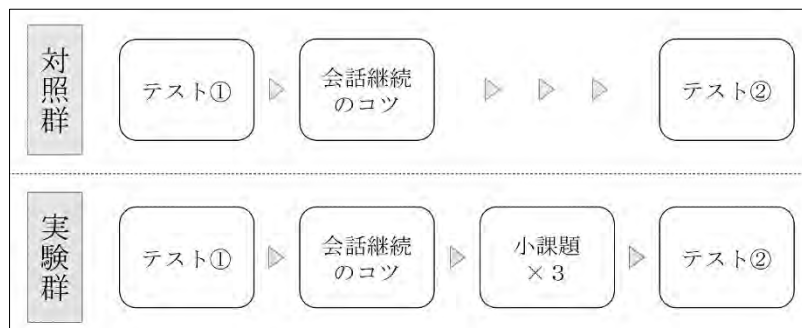 対照群
テスト①
会話継続
のコツ
テスト②
実験群
テスト①
会話継続
のコツ
小課題
×3
テスト②